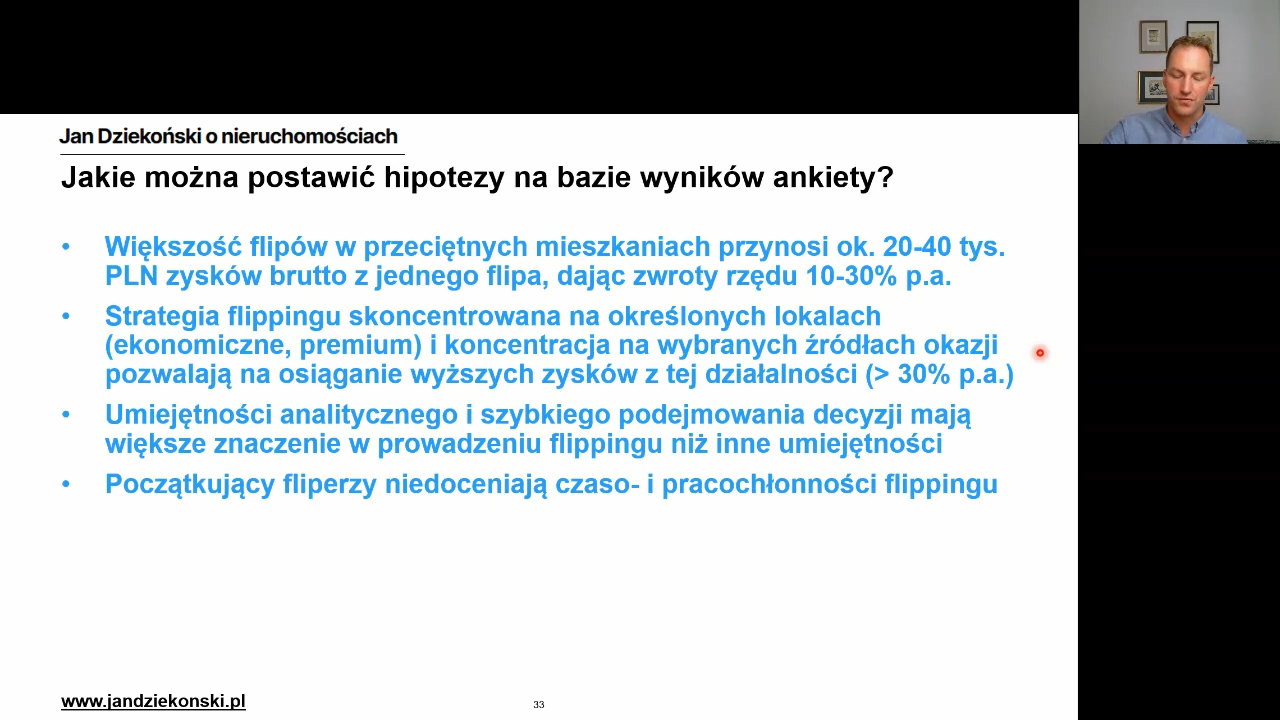 Jan Dziekoński o nieruchomościach
Jakie można postawić hipotezy na bazie wyników ankiety?
• Większość flipów w przeciętnych mieszkaniach przynosi ok. 20-40 tys.
PLN zysków brutto z jednego flipa, dając zwroty rzędu 10-30% p.a.
• Strategia flippingu skoncentrowana na określonych lokalach
(ekonomiczne, premium) i koncentracja na wybranych źródłach okazji
pozwalają na osiąganie wyższych zysków z tej działalności (> 30% p.a.)
• Umiejętności analitycznego i szybkiego podejmowania decyzji mają
większe znaczenie w prowadzeniu flippingu niż inne umiejętności
• Początkujący fliperzy niedoceniają czaso- i pracochłonności flippingu
www.jandziekonski.pl
33